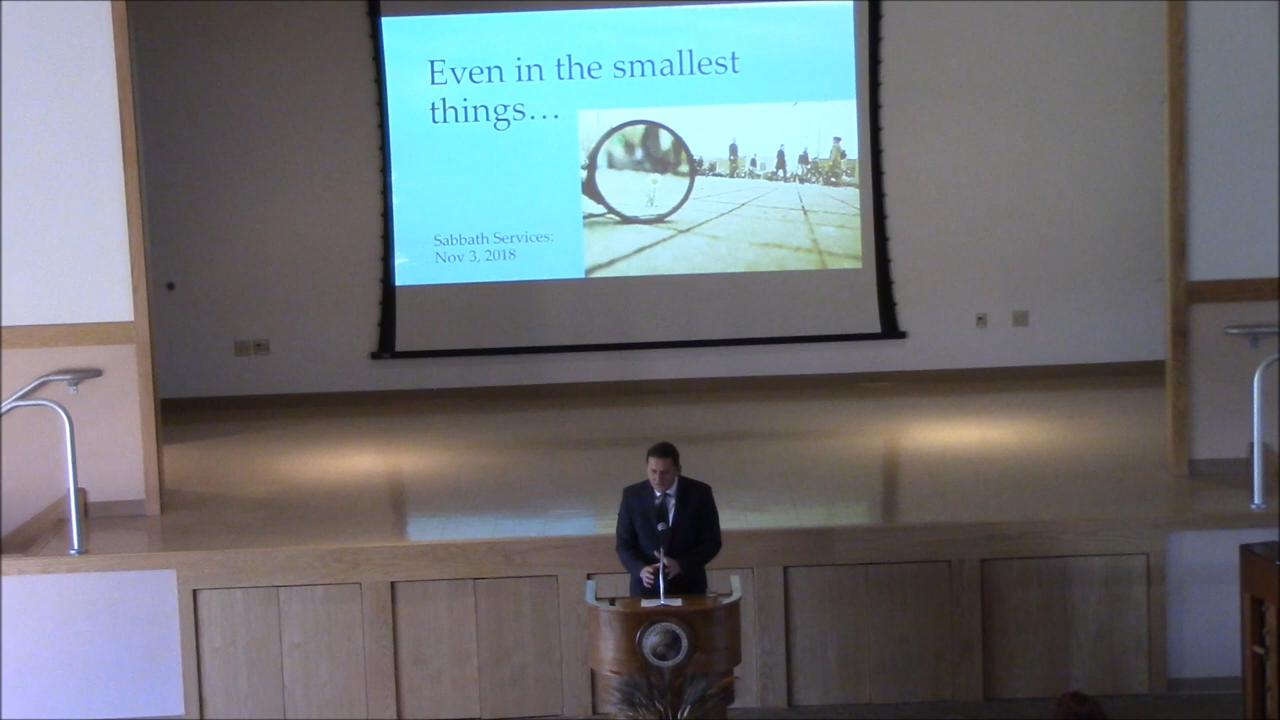 Even in the smallest
things…
Sabbath Services:
Nov 3, 2018